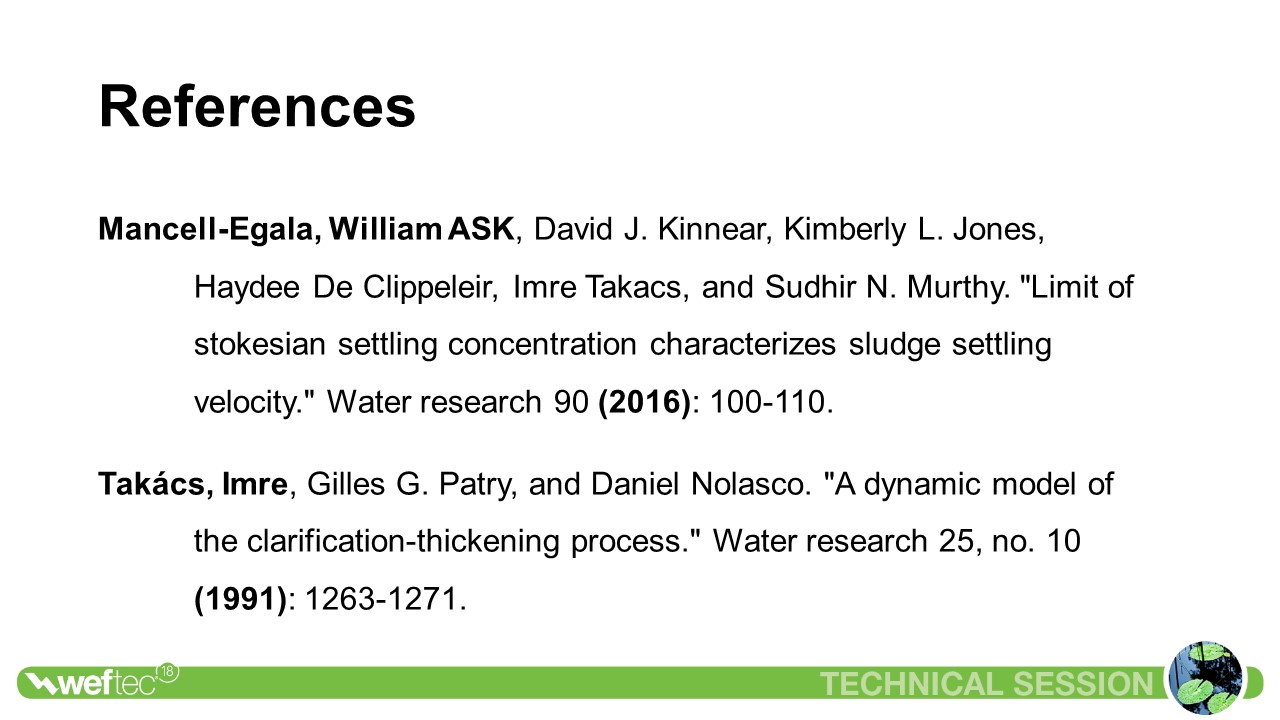 References
Mancell-Egala, William ASK, David J. Kinnear, Kimberly L. Jones,
Haydee De Clippeleir, Imre Takacs, and Sudhir N. Murthy. "Limit of
stokesian settling concentration characterizes sludge settling
velocity." Water research 90 (2016): 100-110.
Takács, Imre, Gilles G. Patry, and Daniel Nolasco. "A dynamic model of
the clarification-thickening process." Water research 25, no. 10
(1991): 1263-1271.
weftec 18
TECHNICAL SESSION